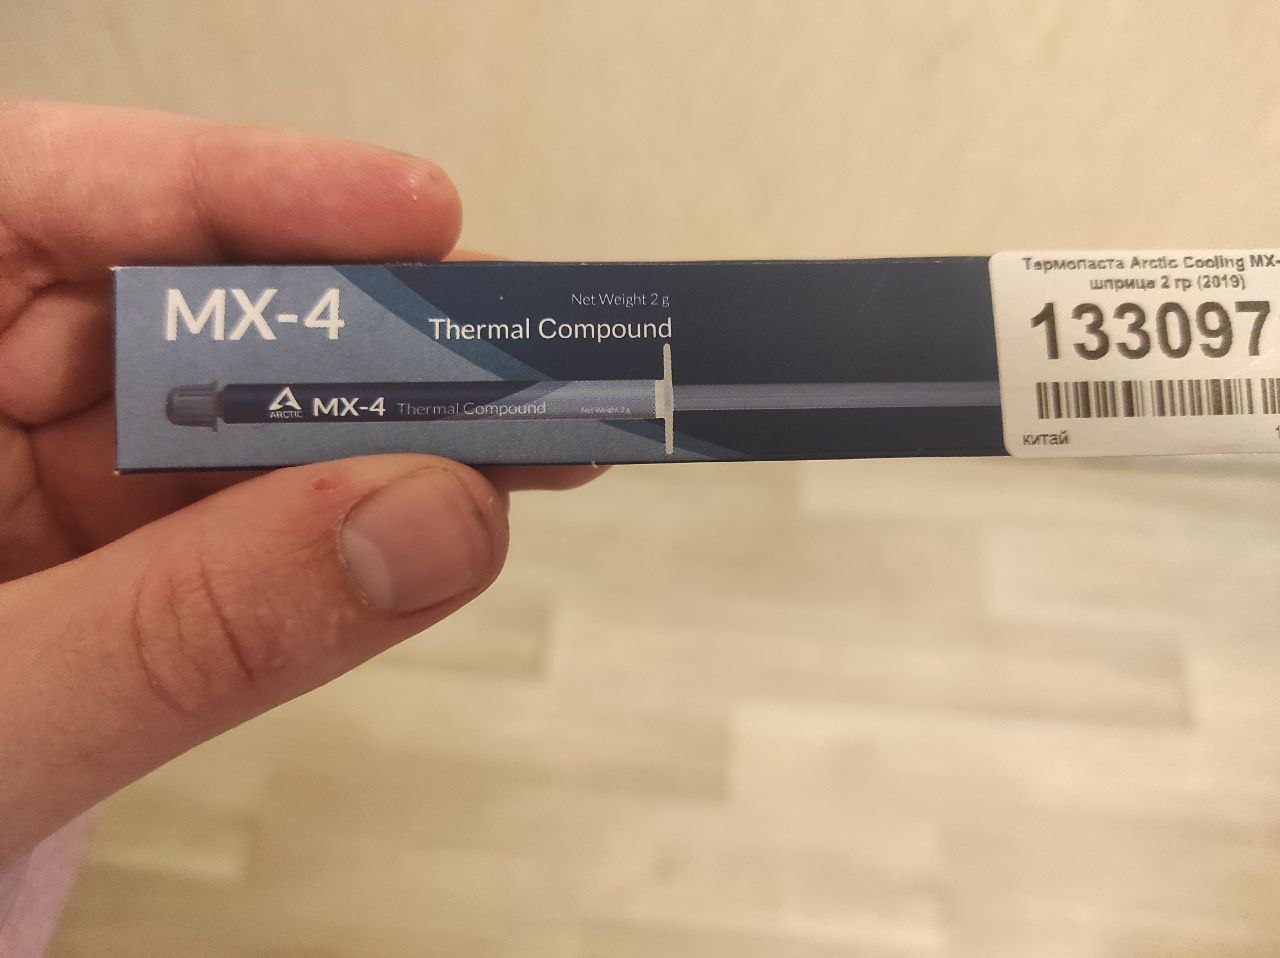 MX-4
Net Weight 2 g
Thermal Compound
ARCTIC
MX-4 Thermal Compound
Net Weight 2 g
Термопаста Arctic Cooling MX-
шприце 2 гр (2019)
133097
китай